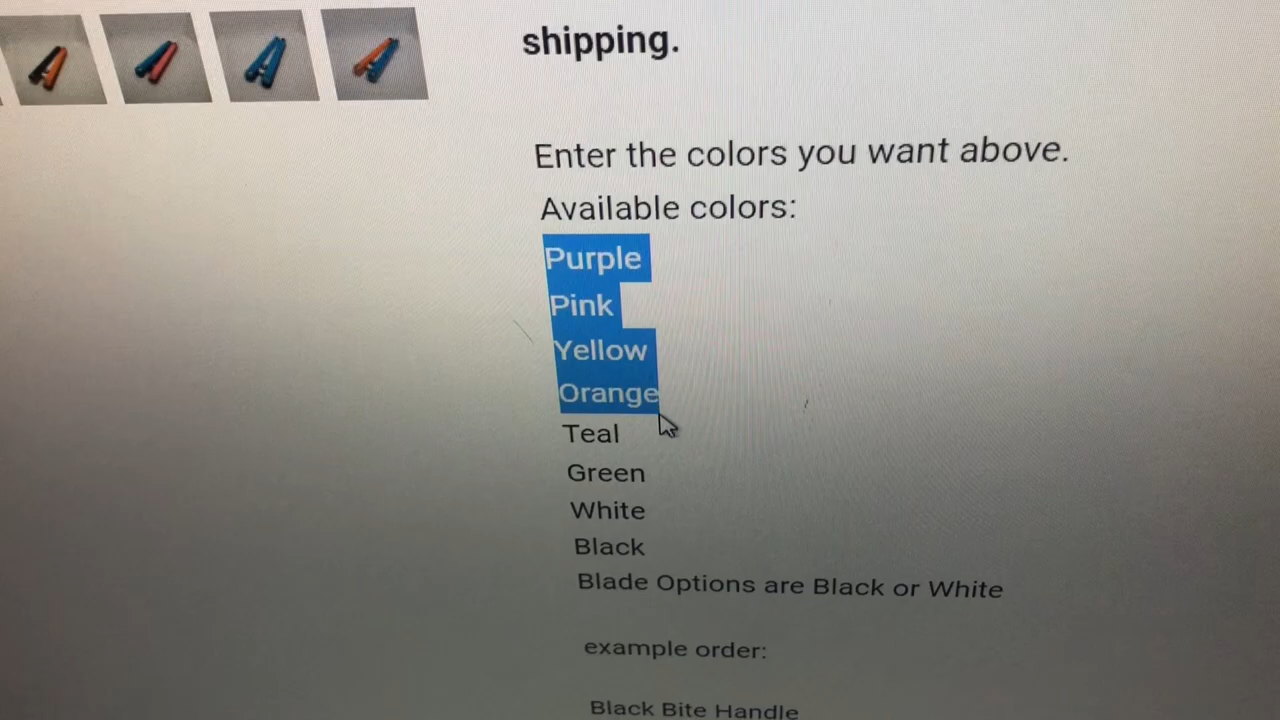 shipping.
Enter the colors you want above.
Available colors:
Purple
Pink
Yellow
Orange
Teal
Green
White
Black
Blade Options are Black or White
example order:
Black Bite Handle